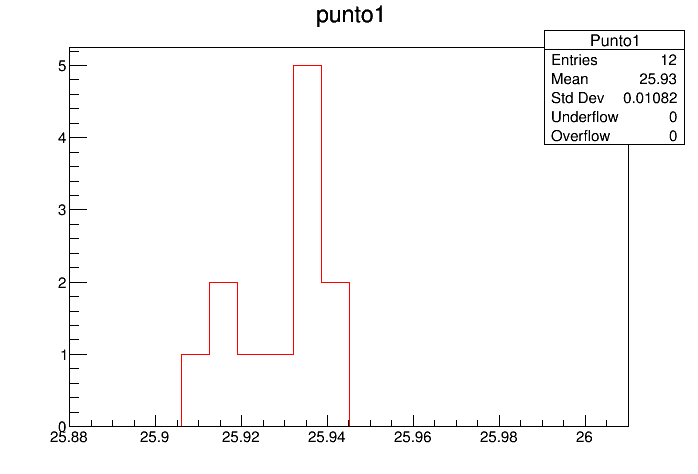 punto1
Punto1
Entries 12
Mean 25.93
Std Dev 0.01082
Underflow 0
Overflow 0
5
4
3
2
1
0
25.88 25.9 25.92 25.94 25.96 25.98 26